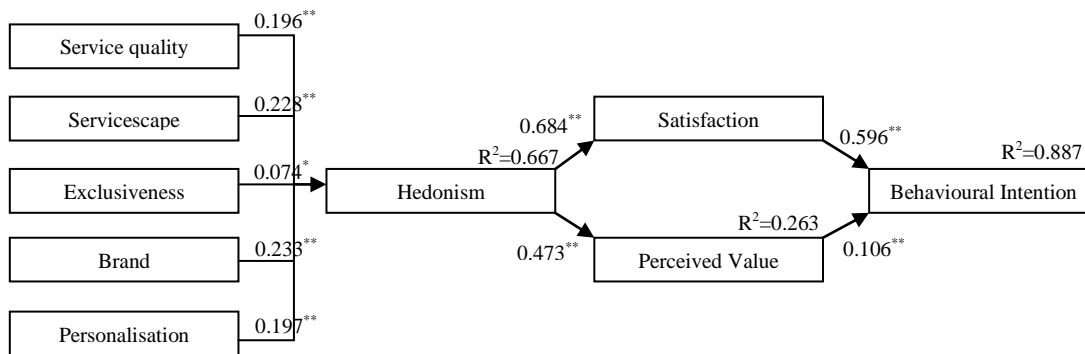 0.196**
Service quality
0.228**
Servicescape
0.684**
Satisfaction
0.596**
R²=0.667
R²=0.887
0.074*
Exclusiveness
Hedonism
Behavioural Intention
R²=0.263
0.233**
Brand
0.473**
Perceived Value
0.106**
0.197**
Personalisation